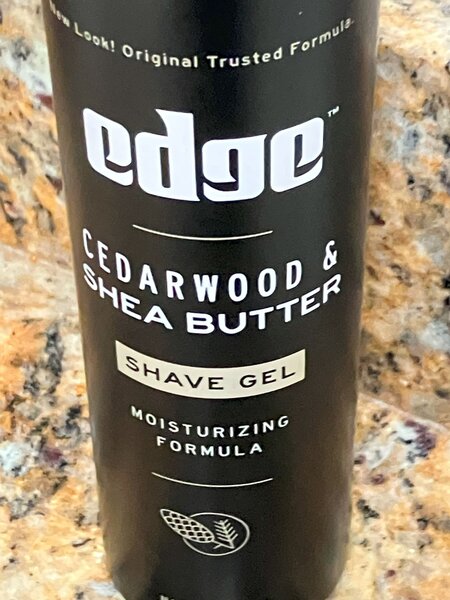 New Look! Original Trusted Formula.
edge™
CEDARWOOD &
SHEA BUTTER
SHAVE GEL
MOISTURIZING
FORMULA